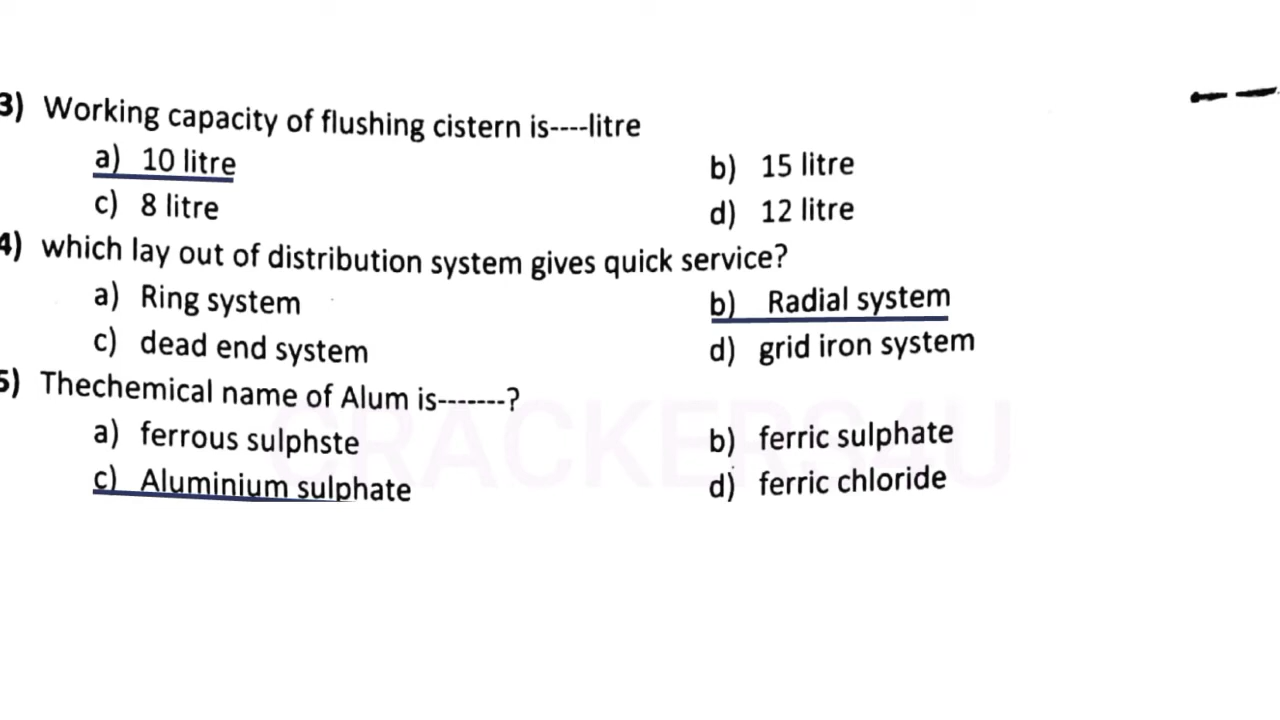 3) Working capacity of flushing cistern is----litre
a) 10 litre b) 15 litre
c) 8 litre d) 12 litre
4) which lay out of distribution system gives quick service?
a) Ring system b) Radial system
c) dead end system d) grid iron system
5) Thechemical name of Alum is-------?
a) ferrous sulphste b) ferric sulphate
c) Aluminium sulphate d) ferric chloride
CRACKERS4U